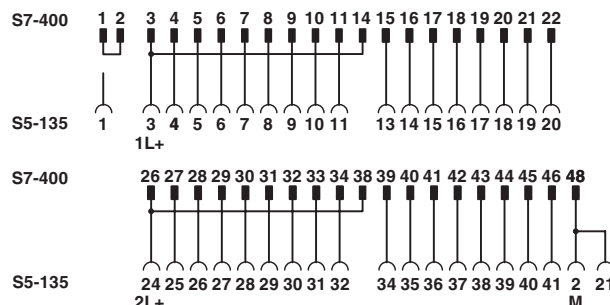 S7-400 1 2 3 4 5 6 7 8 9 10 11 14 15 16 17 18 19 20 21 22
S5-135 1 3 4 5 6 7 8 9 10 11 13 14 15 16 17 18 19 20
1L+
S7-400 26 27 28 29 30 31 32 33 34 38 39 40 41 42 43 44 45 46 48
S5-135 24 25 26 27 28 29 30 31 32 34 35 36 37 38 39 40 41 2 21
2L+ M